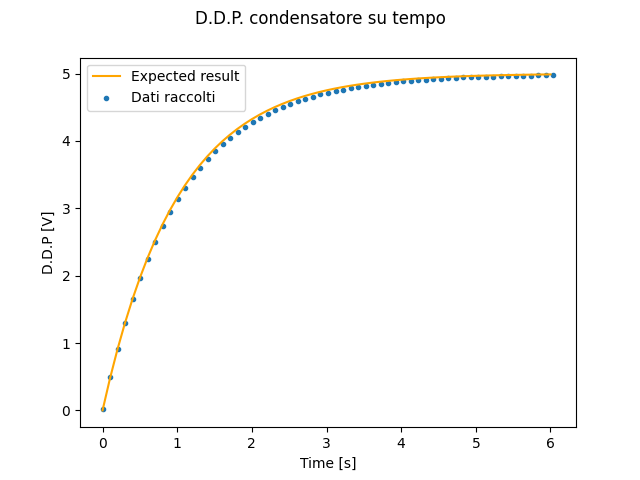 D.D.P. condensatore su tempo
Expected result
Dati raccolti
D.D.P [V]
5
4
3
2
1
0
0 1 2 3 4 5 6
Time [s]